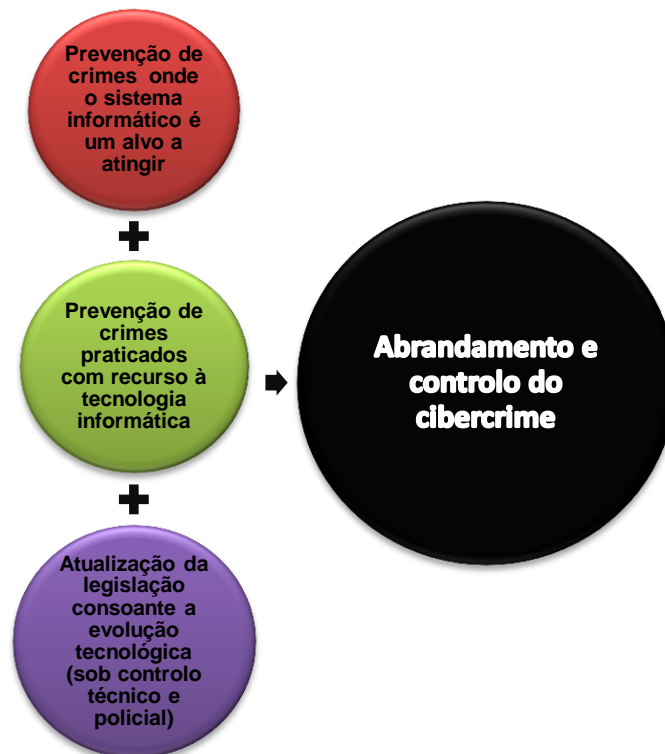 Prevenção de
crimes onde
o sistema
informático é
um alvo a
atingir
Prevenção de
crimes
praticados
com recurso à
tecnologia
informática
Atualização da
legislação
consoante a
evolução
tecnológica
(sob controlo
técnico e
policial)
Abrandamento e
controlo do
cibercrime